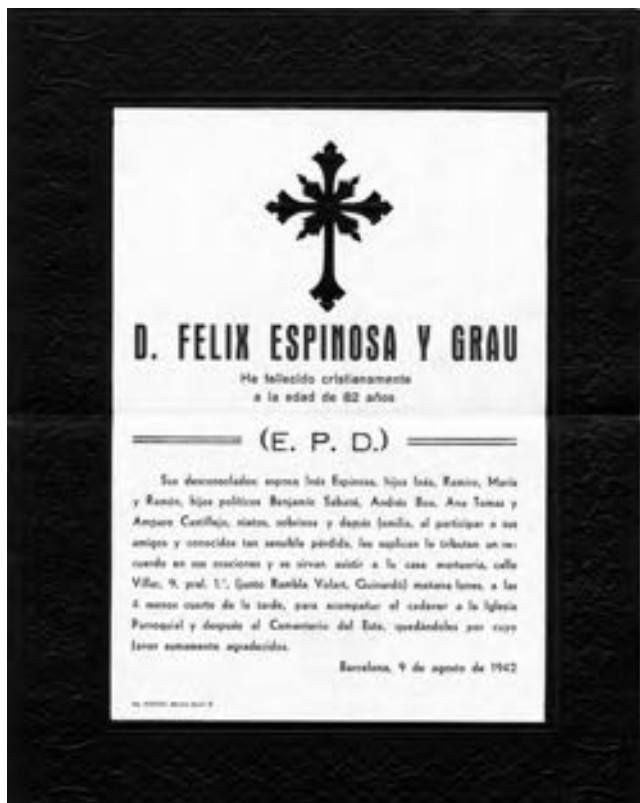 D. FELIX ESPINOSA Y GRAU
Ha fallecido cristianamente
a la edad de 82 años
(E. P. D.)
Sus desconsolados: esposa Inés Espinosa, hijos Inés, Ramiro, María
y Ramón, hijos políticos Benjamín Sabaté, Andrés Bou, Ana Tomas y
Amparo Castillejo, nietos, sobrinos y demás familia, al participar a sus
amigos y conocidos tan sensible pérdida, les suplican le tributen un re-
cuerdo en sus oraciones y se sirvan asistir a la casa mortuoria, calle
Villar, 9, pral. 1.ª, (junto Rambla Volart, Guinardó) mañana lunes, a las
4 menos cuarto de la tarde, para acompañar el cadáver a la Iglesia
Parroquial y después al Cementerio del Este, quedándoles por cuyo
favor sumamente agradecidos.
Barcelona, 9 de agosto de 1942